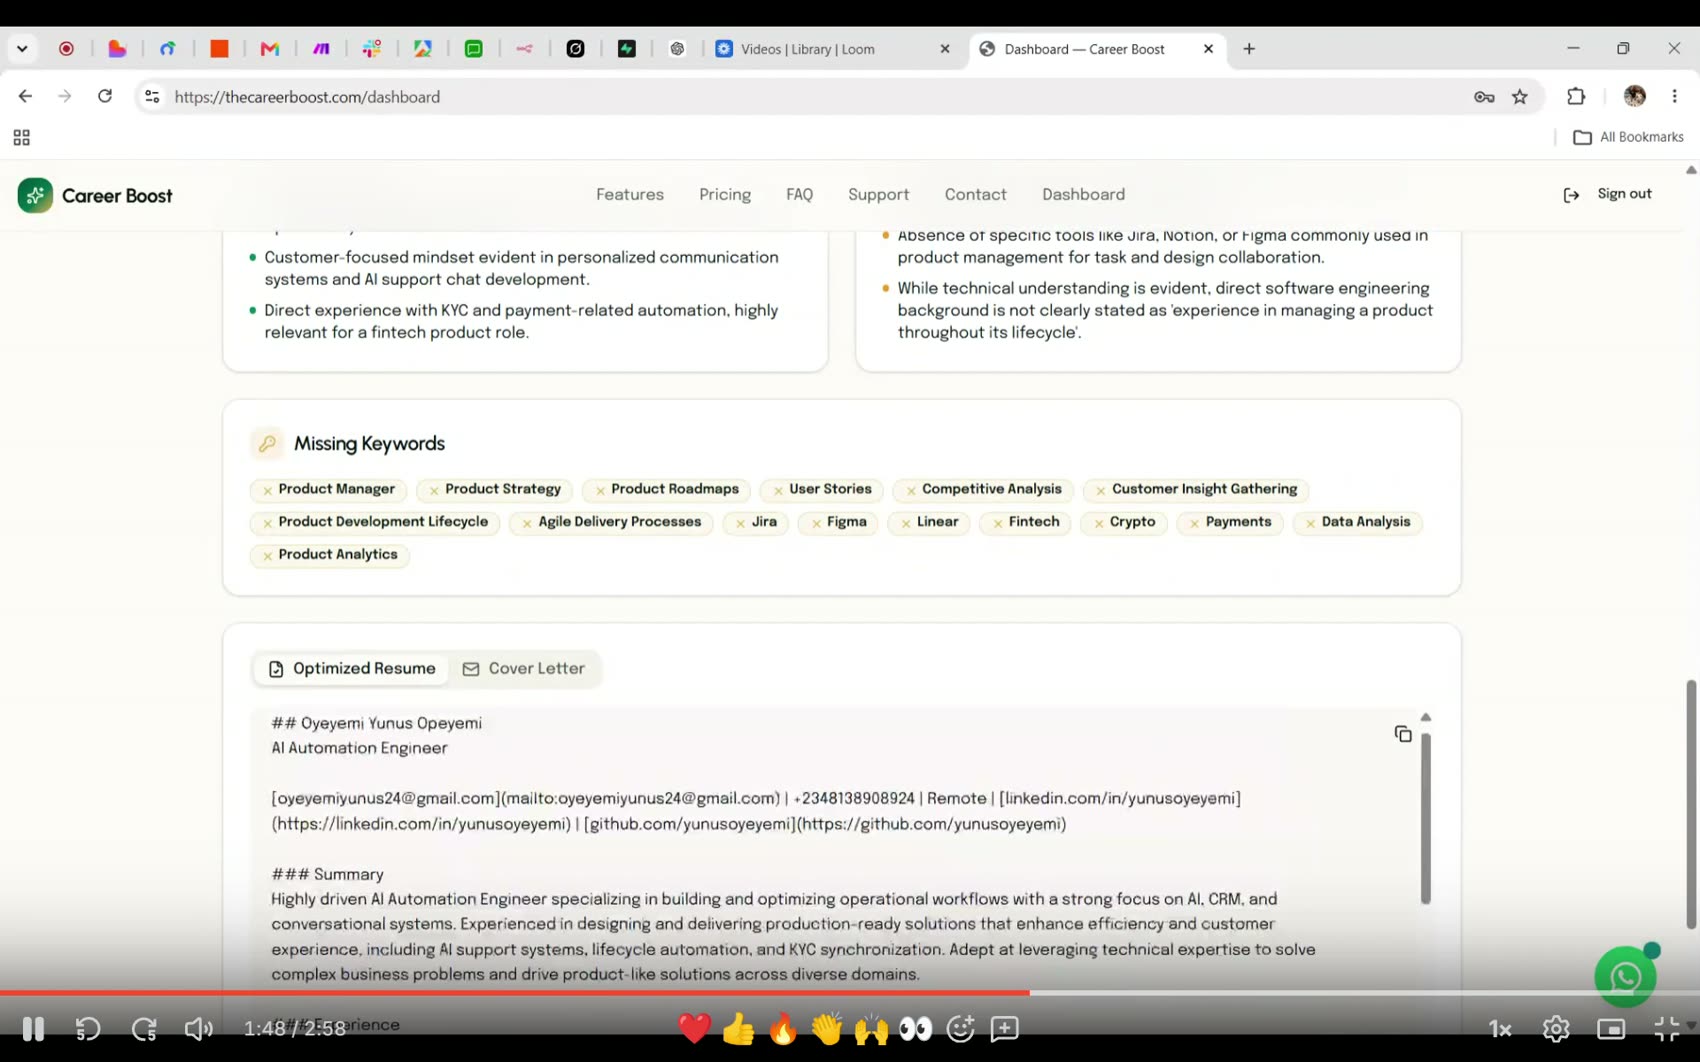 Videos | Library | Loom
Dashboard — Career Boost
https://thecareerboost.com/dashboard
All Bookmarks
Career Boost
Features
Pricing
FAQ
Support
Contact
Dashboard
Sign out
Customer-focused mindset evident in personalized communication
systems and AI support chat development.
Direct experience with KYC and payment-related automation, highly
relevant for a fintech product role.
Absence of specific tools like Jira, Notion, or Figma commonly used in
product management for task and design collaboration.
While technical understanding is evident, direct software engineering
background is not clearly stated as 'experience in managing a product
throughout its lifecycle'.
Missing Keywords
× Product Manager × Product Strategy × Product Roadmaps × User Stories × Competitive Analysis × Customer Insight Gathering
× Product Development Lifecycle × Agile Delivery Processes × Jira × Figma × Linear × Fintech × Crypto × Payments × Data Analysis
× Product Analytics
Optimized Resume
Cover Letter
## Oyeyemi Yunus Opeyemi
AI Automation Engineer
[oyeyemiyunus24@gmail.com](mailto:oyeyemiyunus24@gmail.com) | +2348138908924 | Remote | [linkedin.com/in/yunusoyeyemi]
(https://linkedin.com/in/yunusoyeyemi) | [github.com/yunusoyeyemi](https://github.com/yunusoyeyemi)
### Summary
Highly driven AI Automation Engineer specializing in building and optimizing operational workflows with a strong focus on AI, CRM, and
conversational systems. Experienced in designing and delivering production-ready solutions that enhance efficiency and customer
experience, including AI support systems, lifecycle automation, and KYC synchronization. Adept at leveraging technical expertise to solve
complex business problems and drive product-like solutions across diverse domains.
### Experience
5
5
1:48 / 2:58
1x